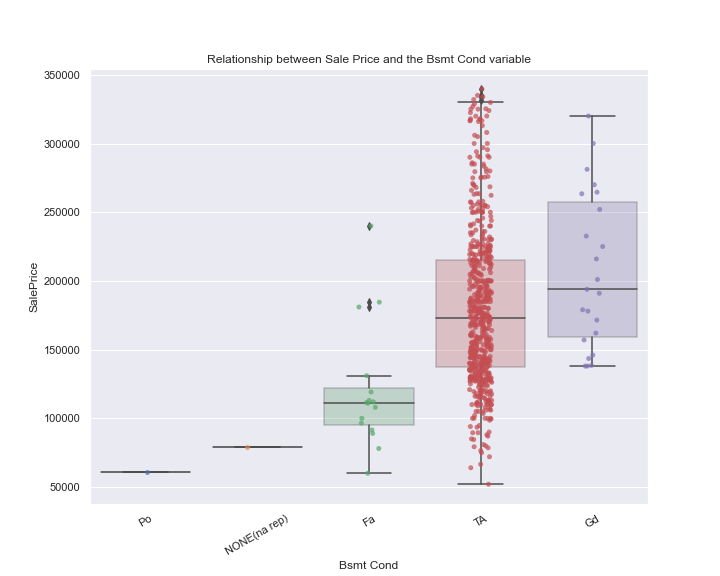 Relationship between Sale Price and the Bsmt Cond variable
350000
300000
250000
200000
150000
100000
50000
SalePrice
Po
NONE(na rep)
Fa
TA
Gd
Bsmt Cond